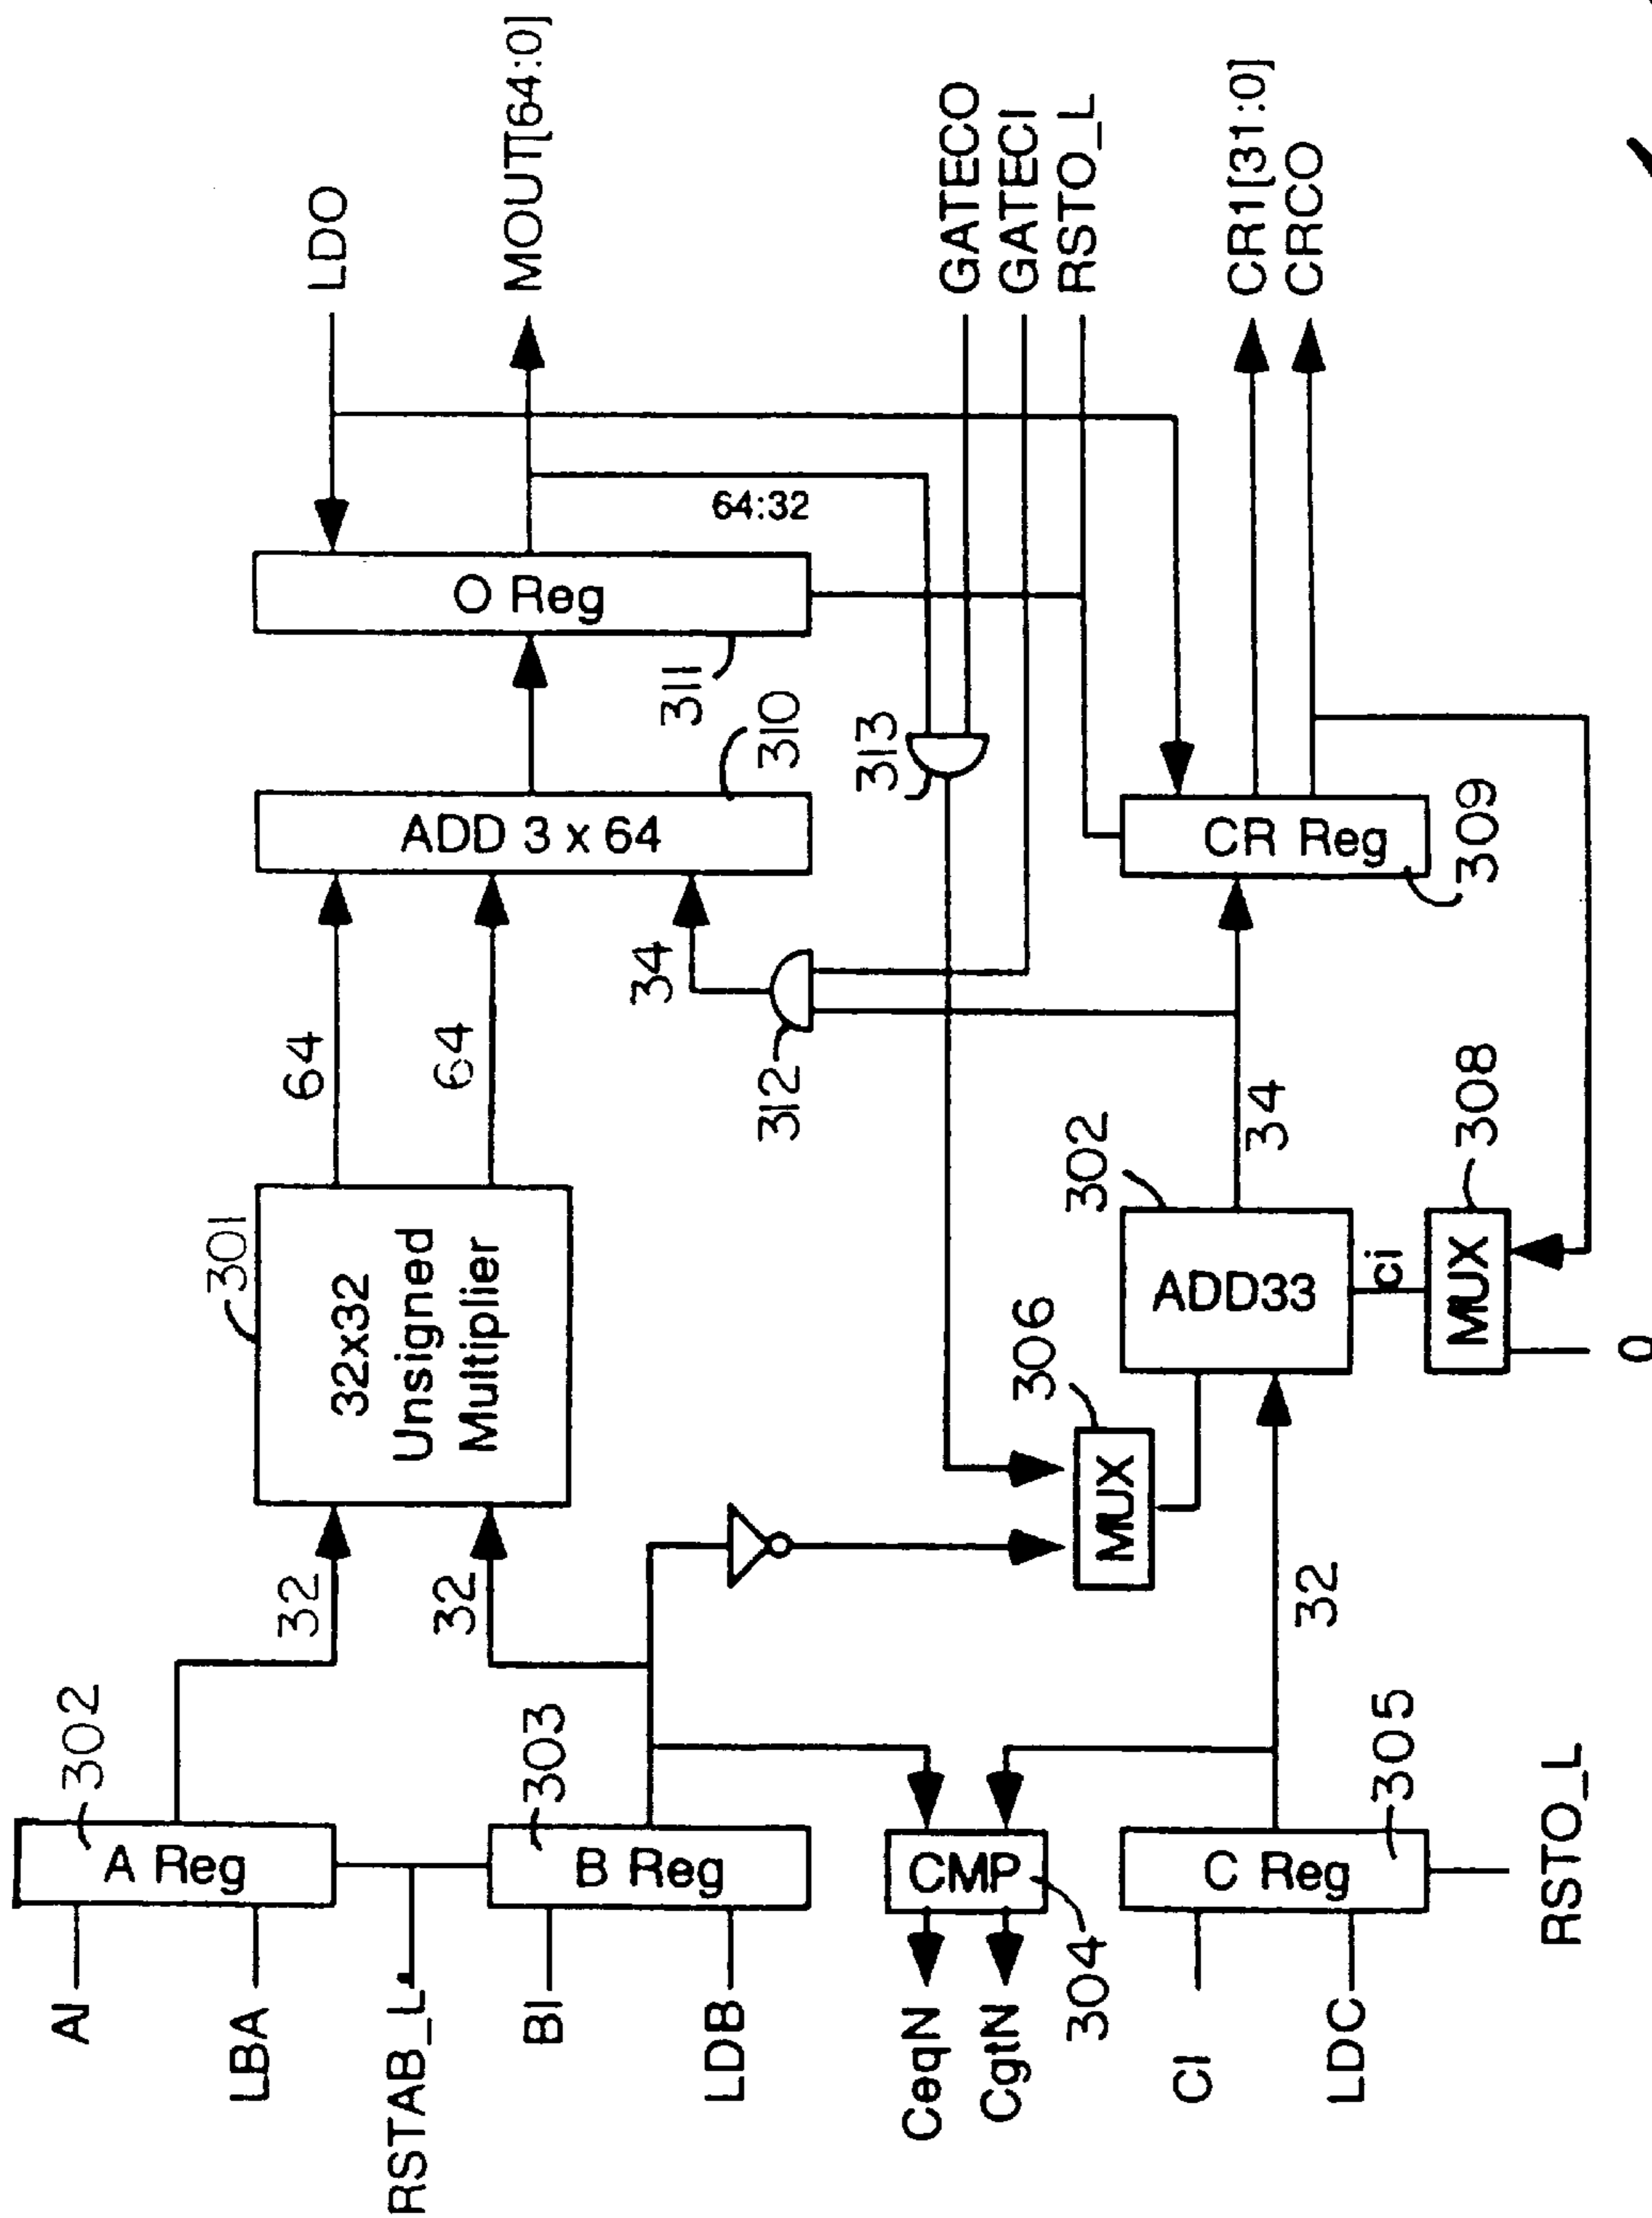 AI
LBA
RSTAB_L
BI
LDB
CeqN
CgtN
CI
LDC
RSTO_L
A Reg
302
B Reg
303
CMP
304
C Reg
305
32
32
32
301
32x32
Unsigned
Multiplier
MUX
306
ADD33
302
ci
MUX
308
0
64
64
34
312
34
ADD 3 x 64
310
313
CR Reg
309
O Reg
311
64:32
LDO
MOUT[64:0]
GATECO
GATECI
RSTO_L
CR1[31:0]
CRCO